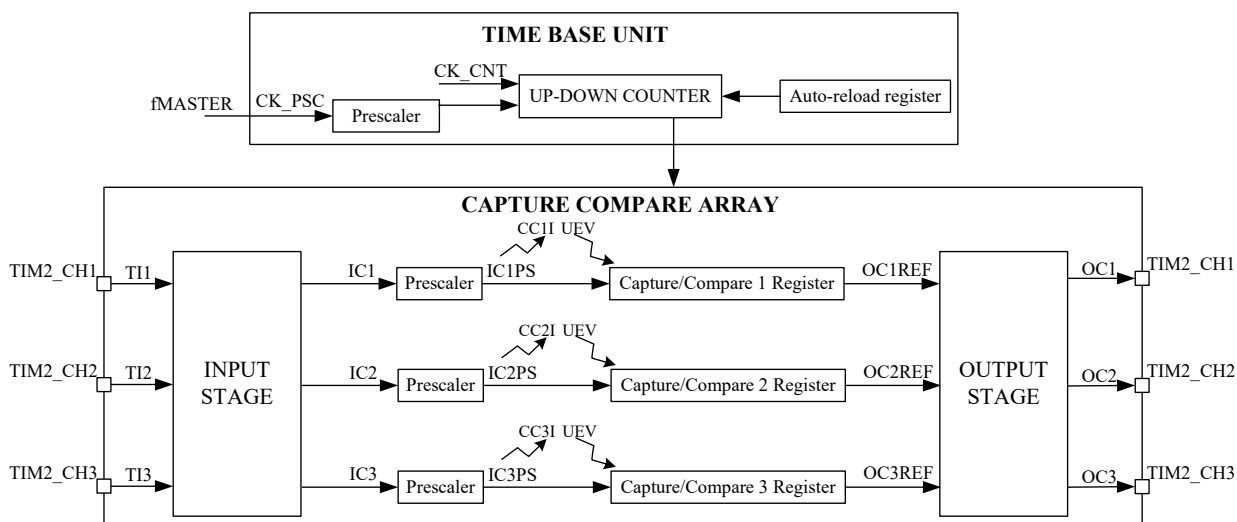 TIME BASE UNIT
CK_CNT
fMASTER
CK_PSC
Prescaler
UP-DOWN COUNTER
Auto-reload register
CAPTURE COMPARE ARRAY
CC1I UEV
TIM2_CH1
TI1
IC1
Prescaler
IC1PS
Capture/Compare 1 Register
OC1REF
OC1
TIM2_CH1
CC2I UEV
TIM2_CH2
TI2
INPUT
STAGE
IC2
Prescaler
IC2PS
Capture/Compare 2 Register
OC2REF
OUTPUT
STAGE
OC2
TIM2_CH2
CC3I UEV
TIM2_CH3
TI3
IC3
Prescaler
IC3PS
Capture/Compare 3 Register
OC3REF
OC3
TIM2_CH3